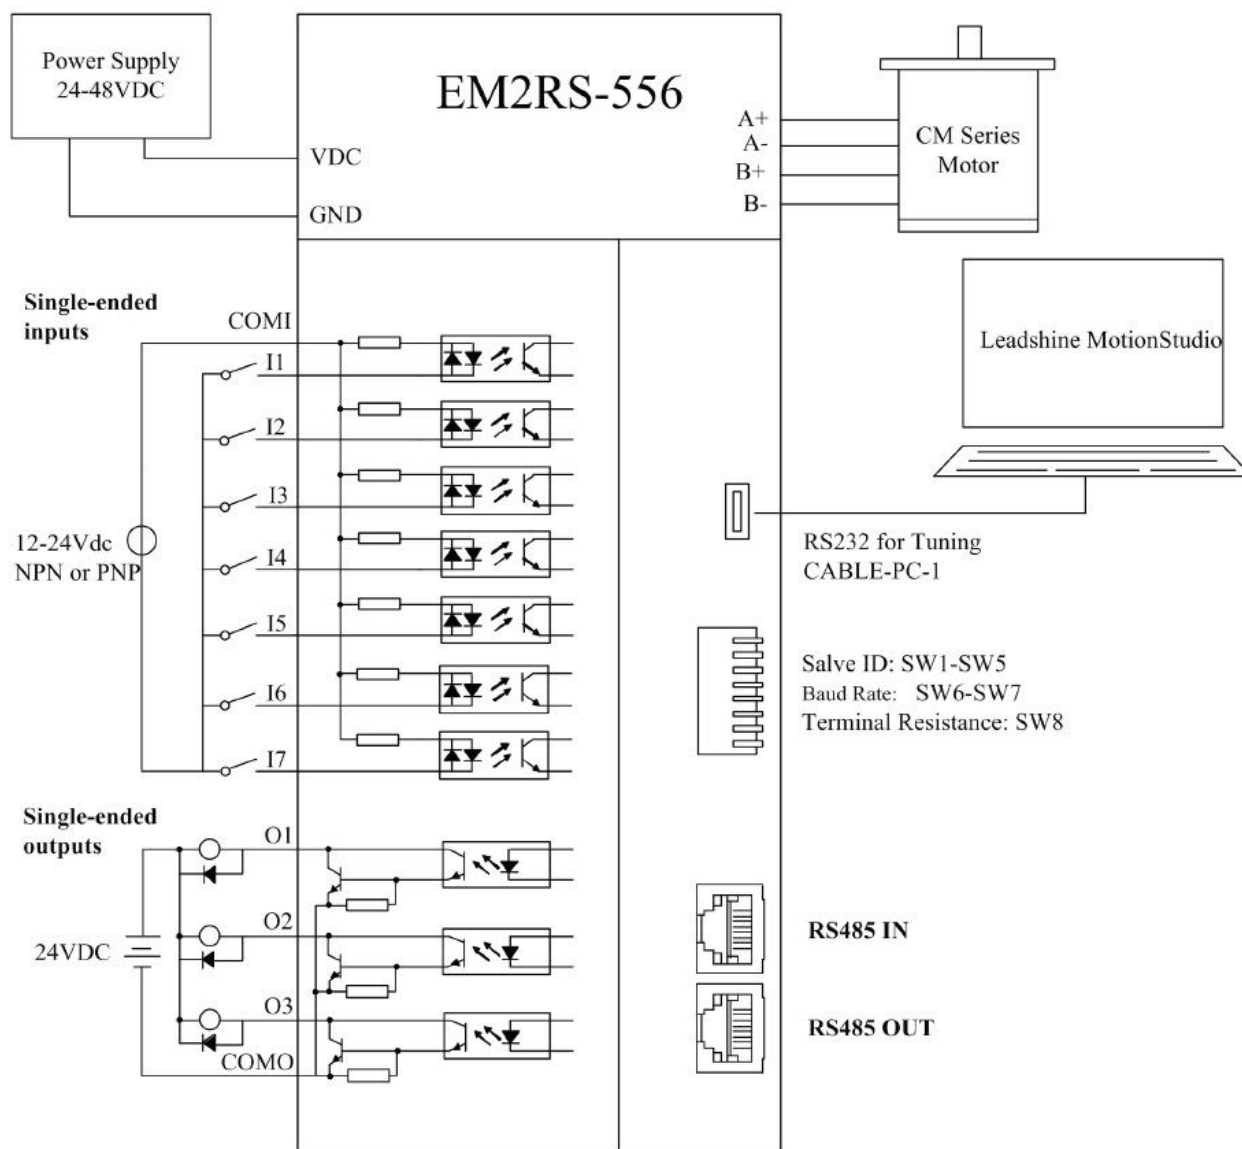 Power Supply
24-48VDC
EM2RS-556
VDC
GND
A+
A-
B+
B-
CM Series
Motor
Single-ended
inputs
COMI
I1
I2
I3
I4
I5
I6
I7
12-24Vdc
NPN or PNP
Leadshine MotionStudio
RS232 for Tuning
CABLE-PC-1
Salve ID: SW1-SW5
Baud Rate: SW6-SW7
Terminal Resistance: SW8
Single-ended
outputs
O1
O2
O3
COMO
24VDC
RS485 IN
RS485 OUT